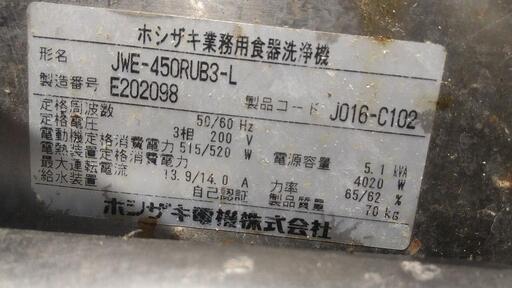 ホシザキ業務用食器洗浄機
形名 JWE-450RUB3-L
製造番号 E202098 製品コード J016-C102
定格周波数 50/60 Hz
定格電圧 3相 200 V 電源容量 5.1 kVA
電動機定格消費電力 515/520 W
電熱装置定格消費電力 4020 W
最大運転電流 13.9/14.0 A 力率 65/62 %
給水装置 自己認証 製品質量 70 kg
ホシザキ電機株式会社